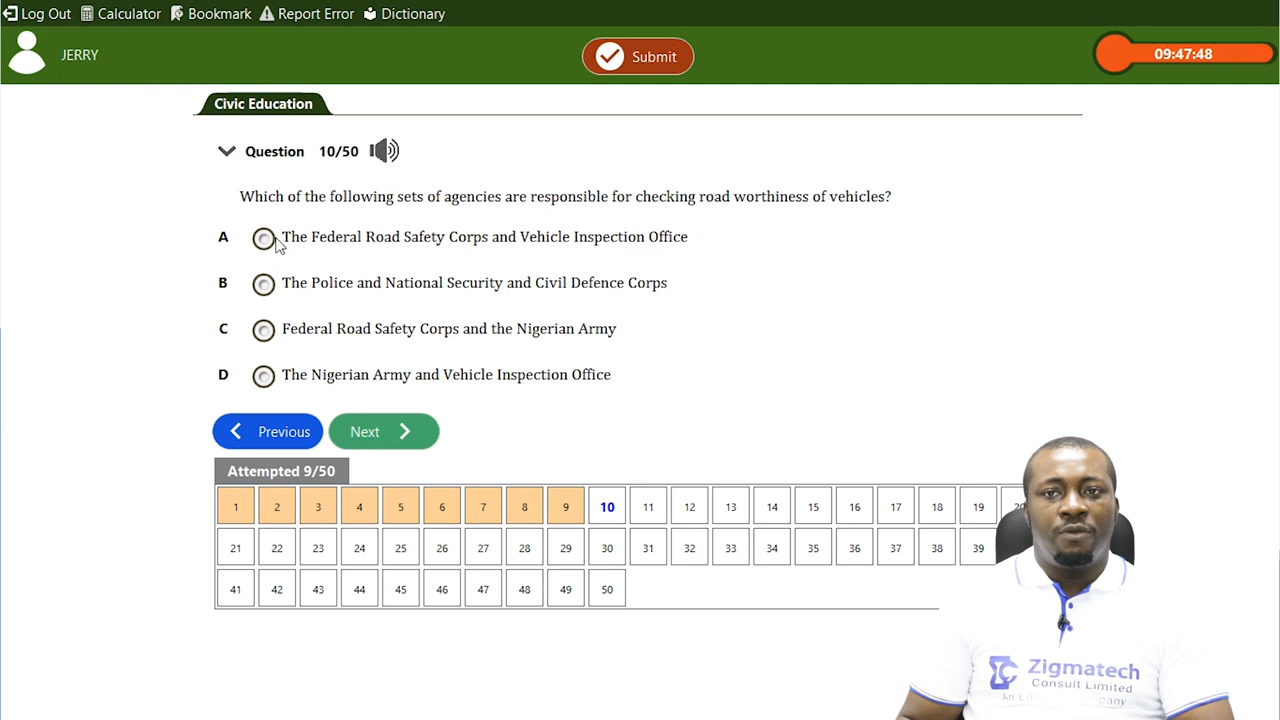 Log Out Calculator Bookmark Report Error Dictionary
JERRY
Submit
09:47:48
Civic Education
Question 10/50
Which of the following sets of agencies are responsible for checking road worthiness of vehicles?
A The Federal Road Safety Corps and Vehicle Inspection Office
B The Police and National Security and Civil Defence Corps
C Federal Road Safety Corps and the Nigerian Army
D The Nigerian Army and Vehicle Inspection Office
Previous Next
Attempted 9/50
1 2 3 4 5 6 7 8 9 10 11 12 13 14 15 16 17 18 19 20
21 22 23 24 25 26 27 28 29 30 31 32 33 34 35 36 37 38 39
41 42 43 44 45 46 47 48 49 50
Zigmatech
Consult Limited